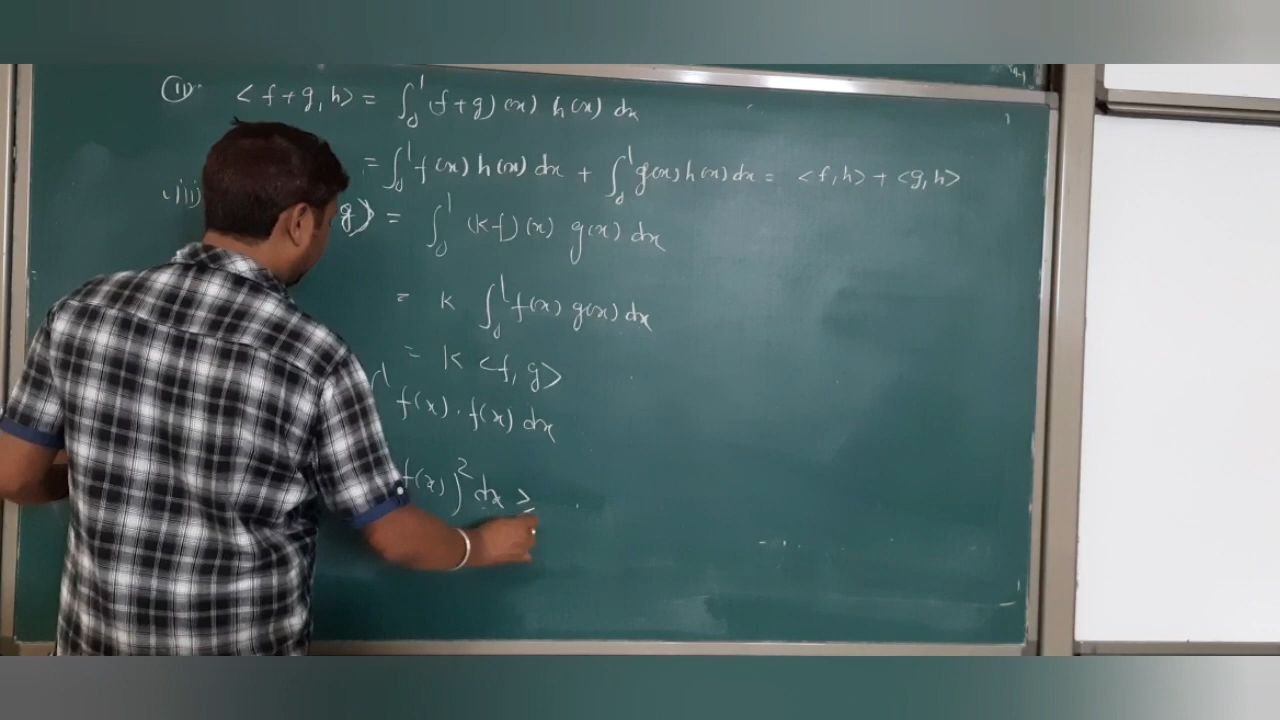 (ii) < f+g, h> = ∫₀¹ (f+g) (x) h(x) dx
= ∫₀¹ f(x) h(x) dx + ∫₀¹ g(x) h(x) dx = <f, h> + <g, h>
(iii) g) = ∫₀¹ (kf) (x) g(x) dx
= k ∫₀¹ f(x) g(x) dx
= k <f, g>
f(x) . f(x) dx
f(x))² dx ≥